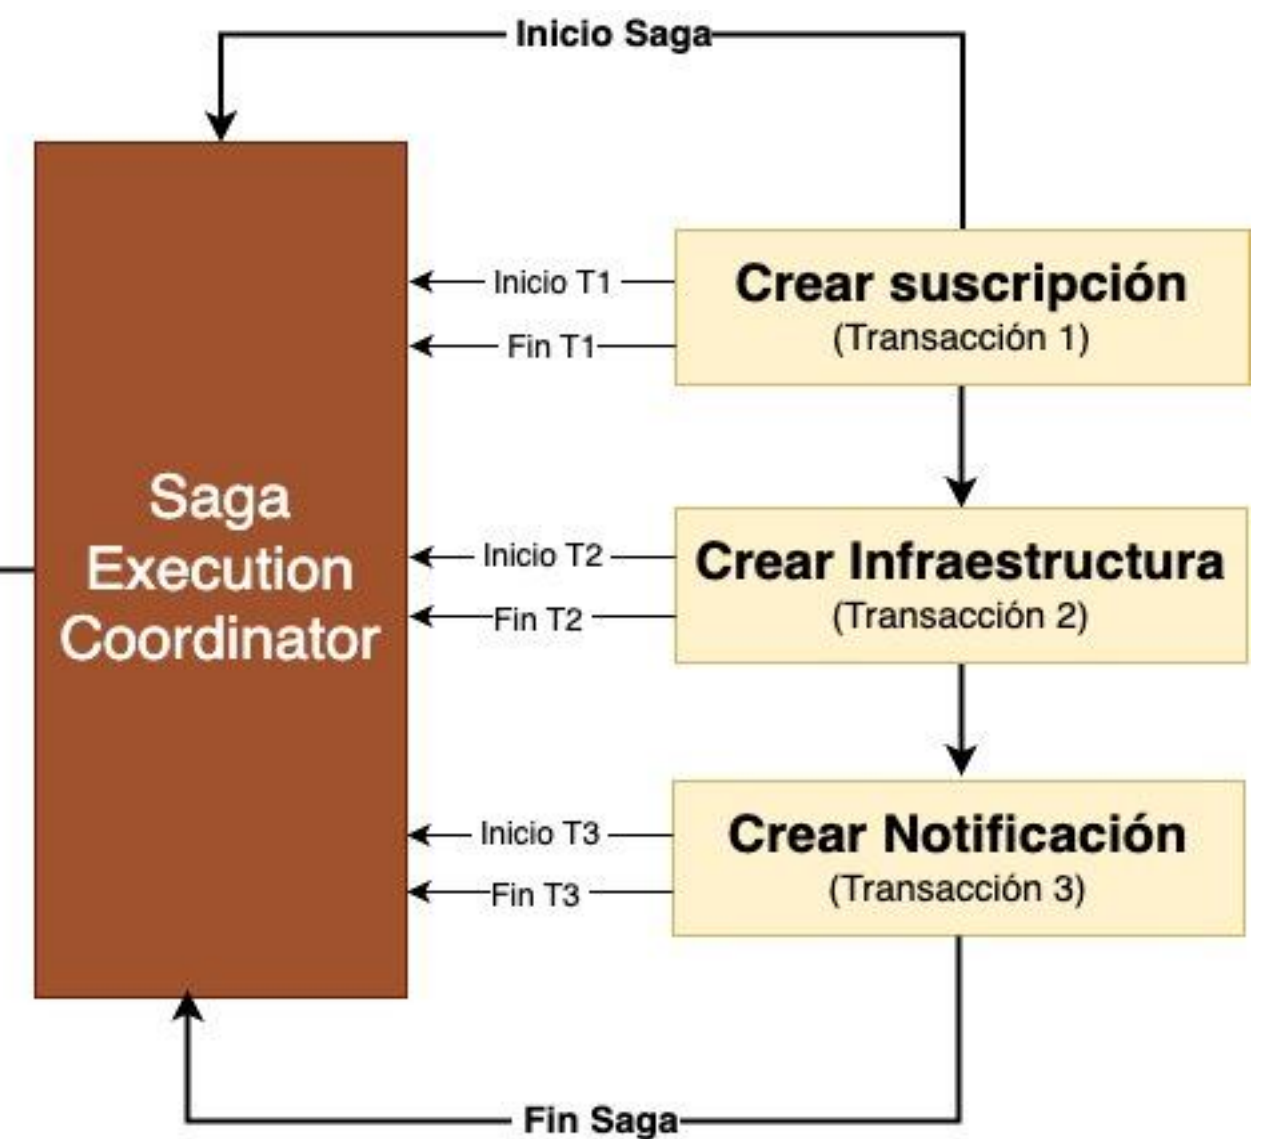 Inicio Saga
Saga
Execution
Coordinator
Inicio T1
Fin T1
Crear suscripción
(Transacción 1)
Inicio T2
Fin T2
Crear Infraestructura
(Transacción 2)
Inicio T3
Fin T3
Crear Notificación
(Transacción 3)
Fin Saga